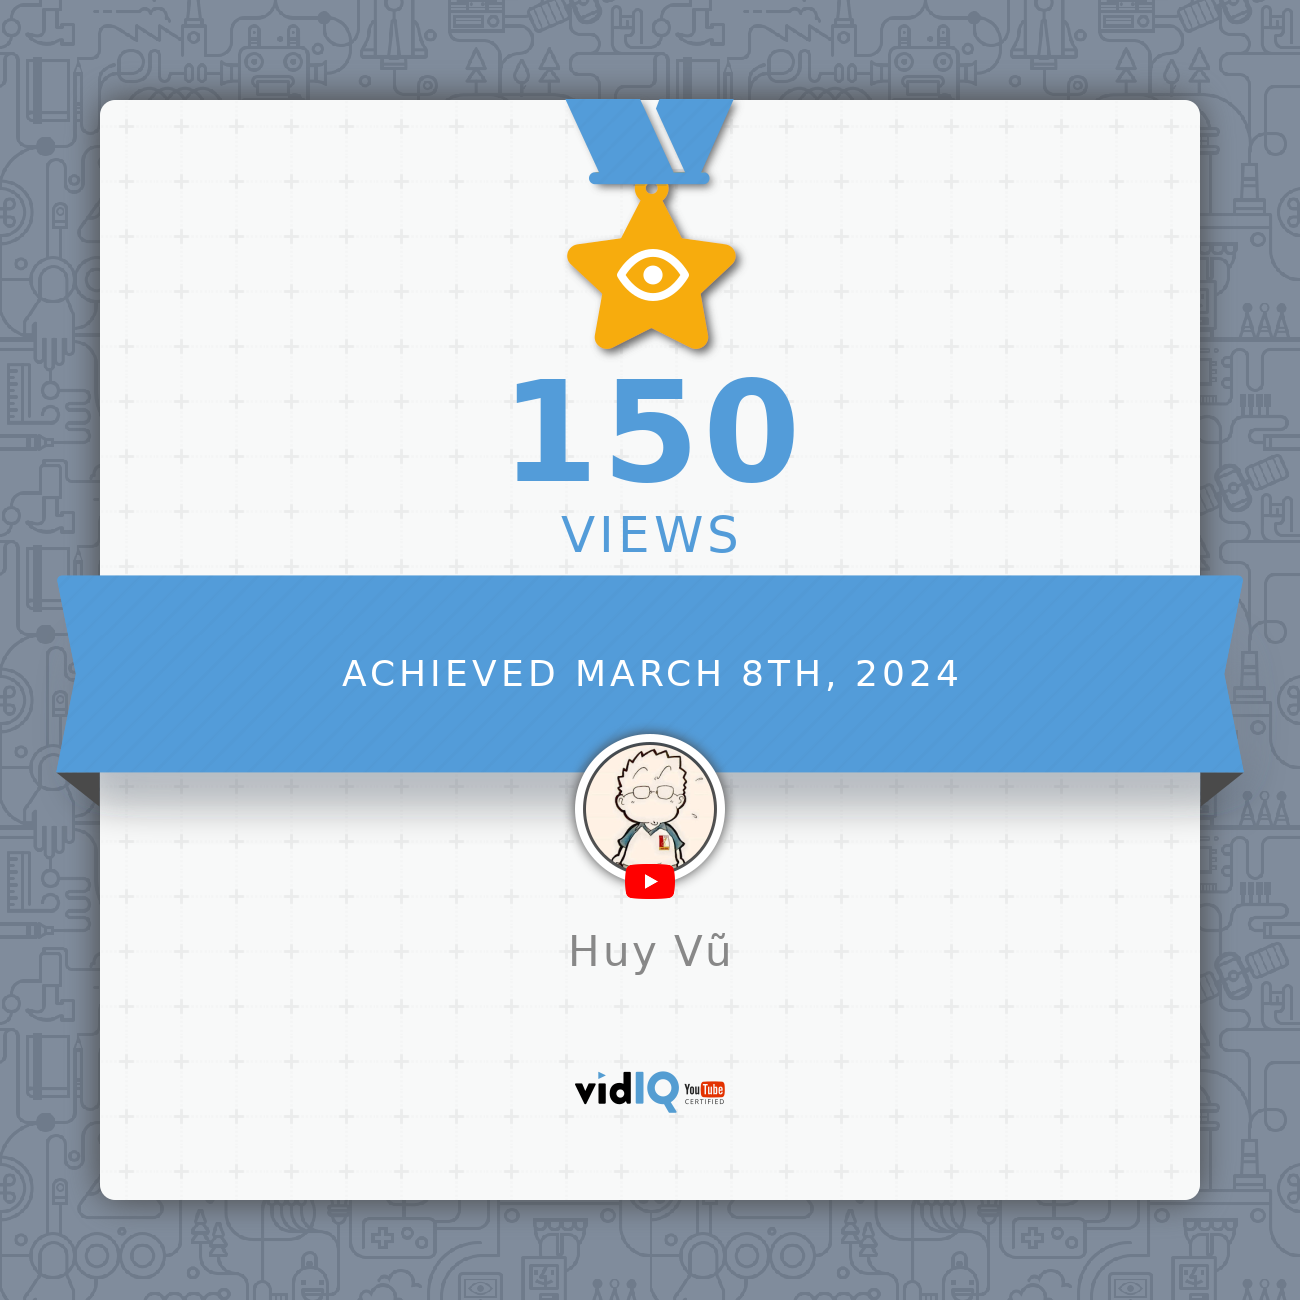 150
VIEWS
ACHIEVED MARCH 8TH, 2024
Huy Vũ
vidIQ YouTube
CERTIFIED